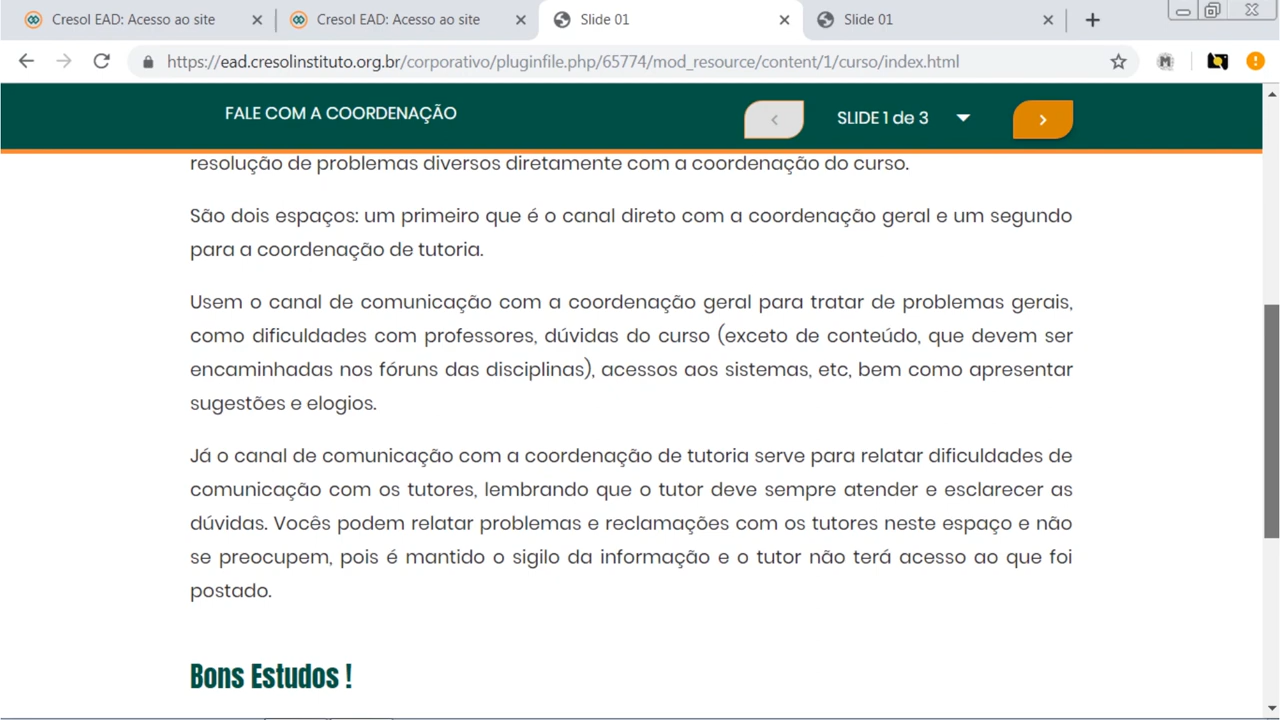 Cresol EAD: Acesso ao site
Cresol EAD: Acesso ao site
Slide 01
Slide 01
https://ead.cresolinstituto.org.br/corporativo/pluginfile.php/65774/mod_resource/content/1/curso/index.html
FALE COM A COORDENAÇÃO
SLIDE 1 de 3
resolução de problemas diversos diretamente com a coordenação do curso.
São dois espaços: um primeiro que é o canal direto com a coordenação geral e um segundo
para a coordenação de tutoria.
Usem o canal de comunicação com a coordenação geral para tratar de problemas gerais,
como dificuldades com professores, dúvidas do curso (exceto de conteúdo, que devem ser
encaminhadas nos fóruns das disciplinas), acessos aos sistemas, etc, bem como apresentar
sugestões e elogios.
Já o canal de comunicação com a coordenação de tutoria serve para relatar dificuldades de
comunicação com os tutores, lembrando que o tutor deve sempre atender e esclarecer as
dúvidas. Vocês podem relatar problemas e reclamações com os tutores neste espaço e não
se preocupem, pois é mantido o sigilo da informação e o tutor não terá acesso ao que foi
postado.
Bons Estudos !